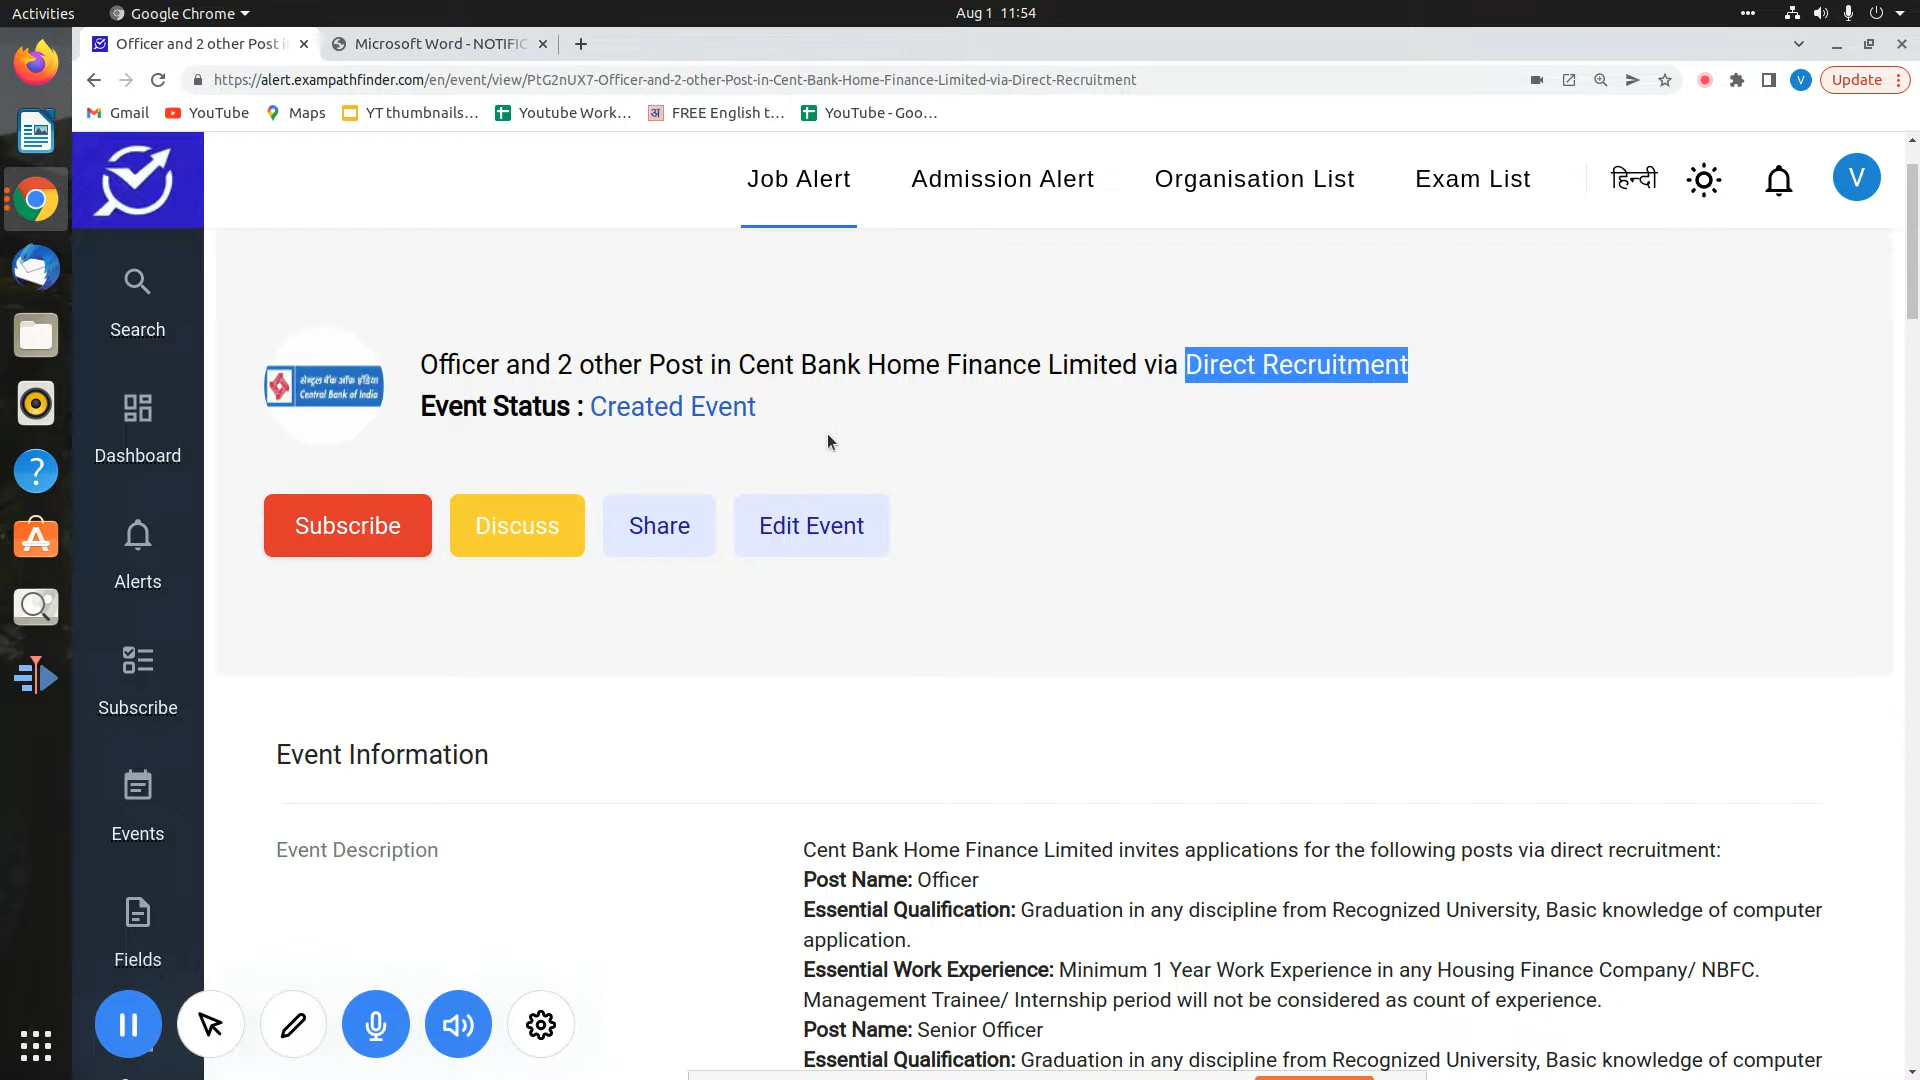 Activities
Google Chrome
Aug 1 11:54
Officer and 2 other Post i
Microsoft Word - NOTIFIC
https://alert.exampathfinder.com/en/event/view/PtG2nUX7-Officer-and-2-other-Post-in-Cent-Bank-Home-Finance-Limited-via-Direct-Recruitment
V
Update
Gmail
YouTube
Maps
YT thumbnails...
Youtube Work...
अ
FREE English t...
YouTube - Goo...
Job Alert
Admission Alert
Organisation List
Exam List
हिन्दी
V
Search
Dashboard
Alerts
Subscribe
Events
Fields
सेन्ट्रल बैंक ऑफ इंडिया
Central Bank of India
Officer and 2 other Post in Cent Bank Home Finance Limited via Direct Recruitment
Event Status : Created Event
Subscribe
Discuss
Share
Edit Event
Event Information
Event Description
Cent Bank Home Finance Limited invites applications for the following posts via direct recruitment:
Post Name: Officer
Essential Qualification: Graduation in any discipline from Recognized University, Basic knowledge of computer
application.
Essential Work Experience: Minimum 1 Year Work Experience in any Housing Finance Company/ NBFC.
Management Trainee/ Internship period will not be considered as count of experience.
Post Name: Senior Officer
Essential Qualification: Graduation in any discipline from Recognized University, Basic knowledge of computer